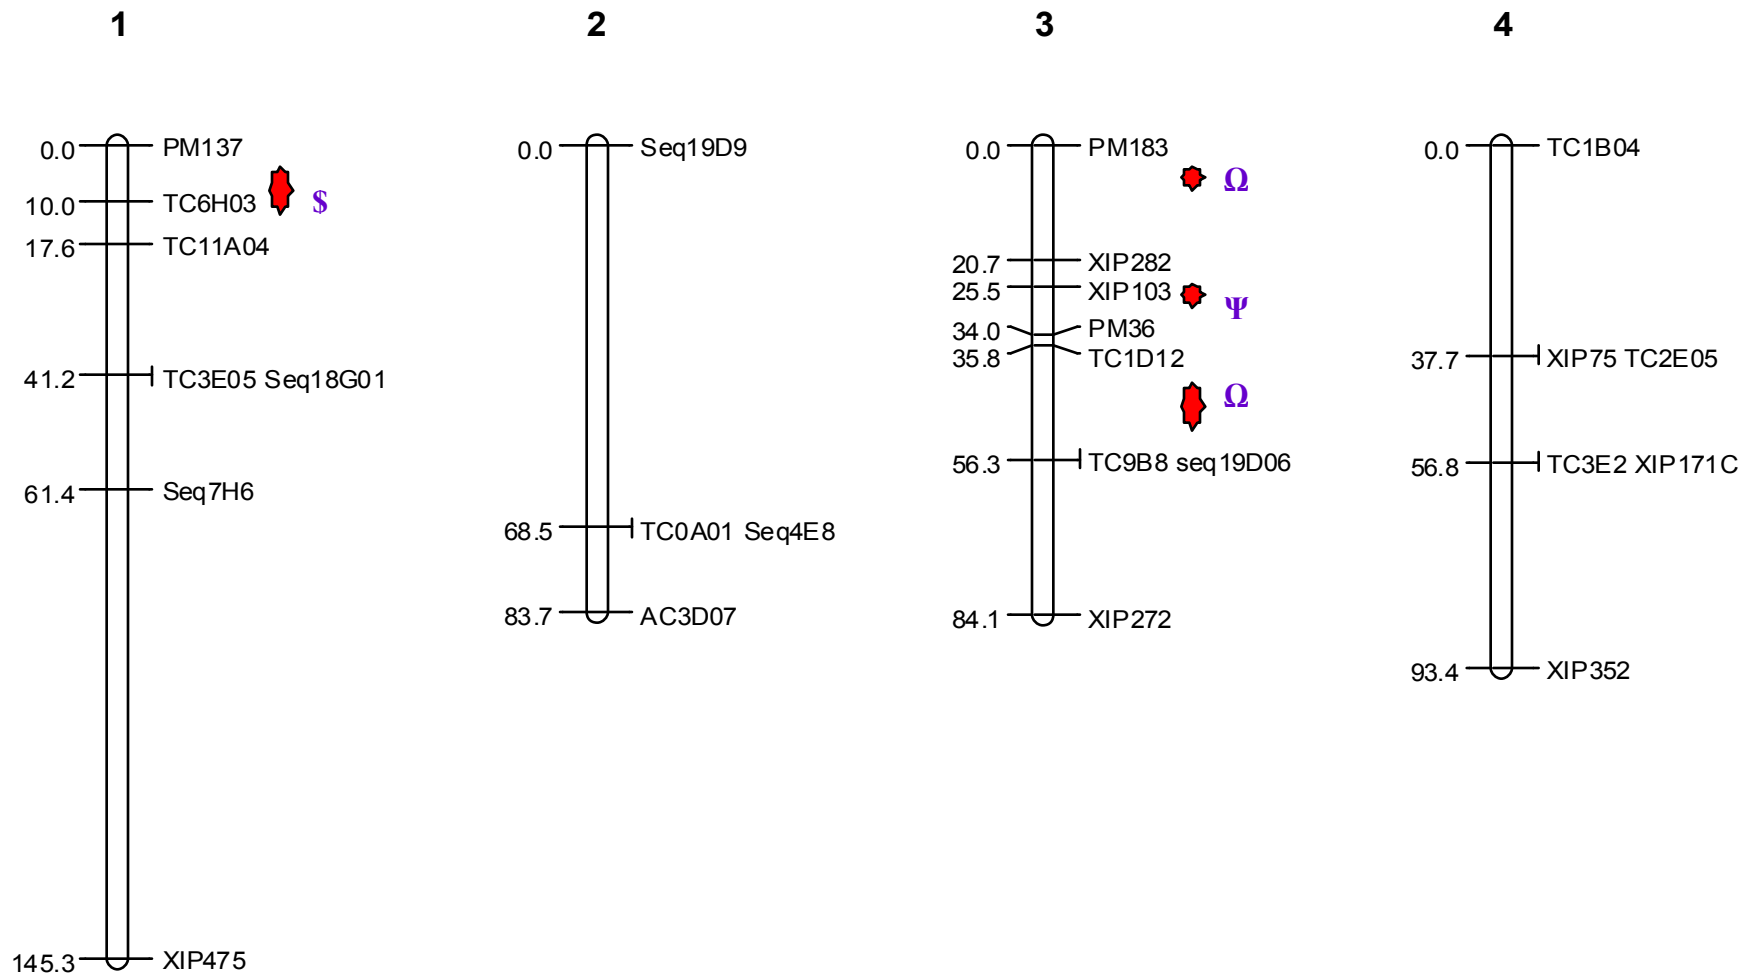 1 2 3 4
0.0 PM137
10.0 TC6H03 $
17.6 TC11A04
41.2 TC3E05 Seq18G01
61.4 Seq7H6
145.3 XIP475
0.0 Seq19D9
68.5 TC0A01 Seq4E8
83.7 AC3D07
0.0 PM183
Ω
20.7 XIP282
25.5 XIP103
Ψ
34.0 PM36
35.8 TC1D12
Ω
56.3 TC9B8 seq19D06
84.1 XIP272
0.0 TC1B04
37.7 XIP75 TC2E05
56.8 TC3E2 XIP171C
93.4 XIP352